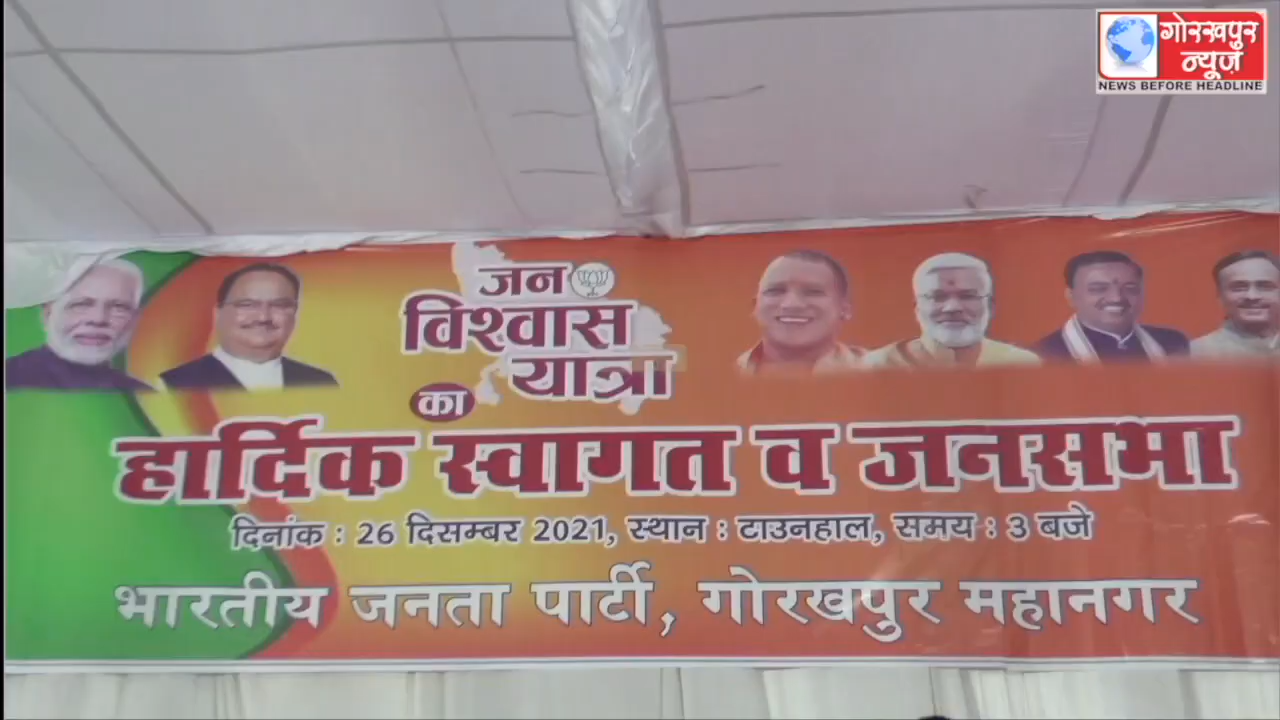 गोरखपुर
न्यूज़
NEWS BEFORE HEADLINE
जन
विश्वास
यात्रा
का
हार्दिक स्वागत व जनसभा
दिनांक : 26 दिसम्बर 2021, स्थान : टाउनहाल, समय : 3 बजे
भारतीय जनता पार्टी, गोरखपुर महानगर